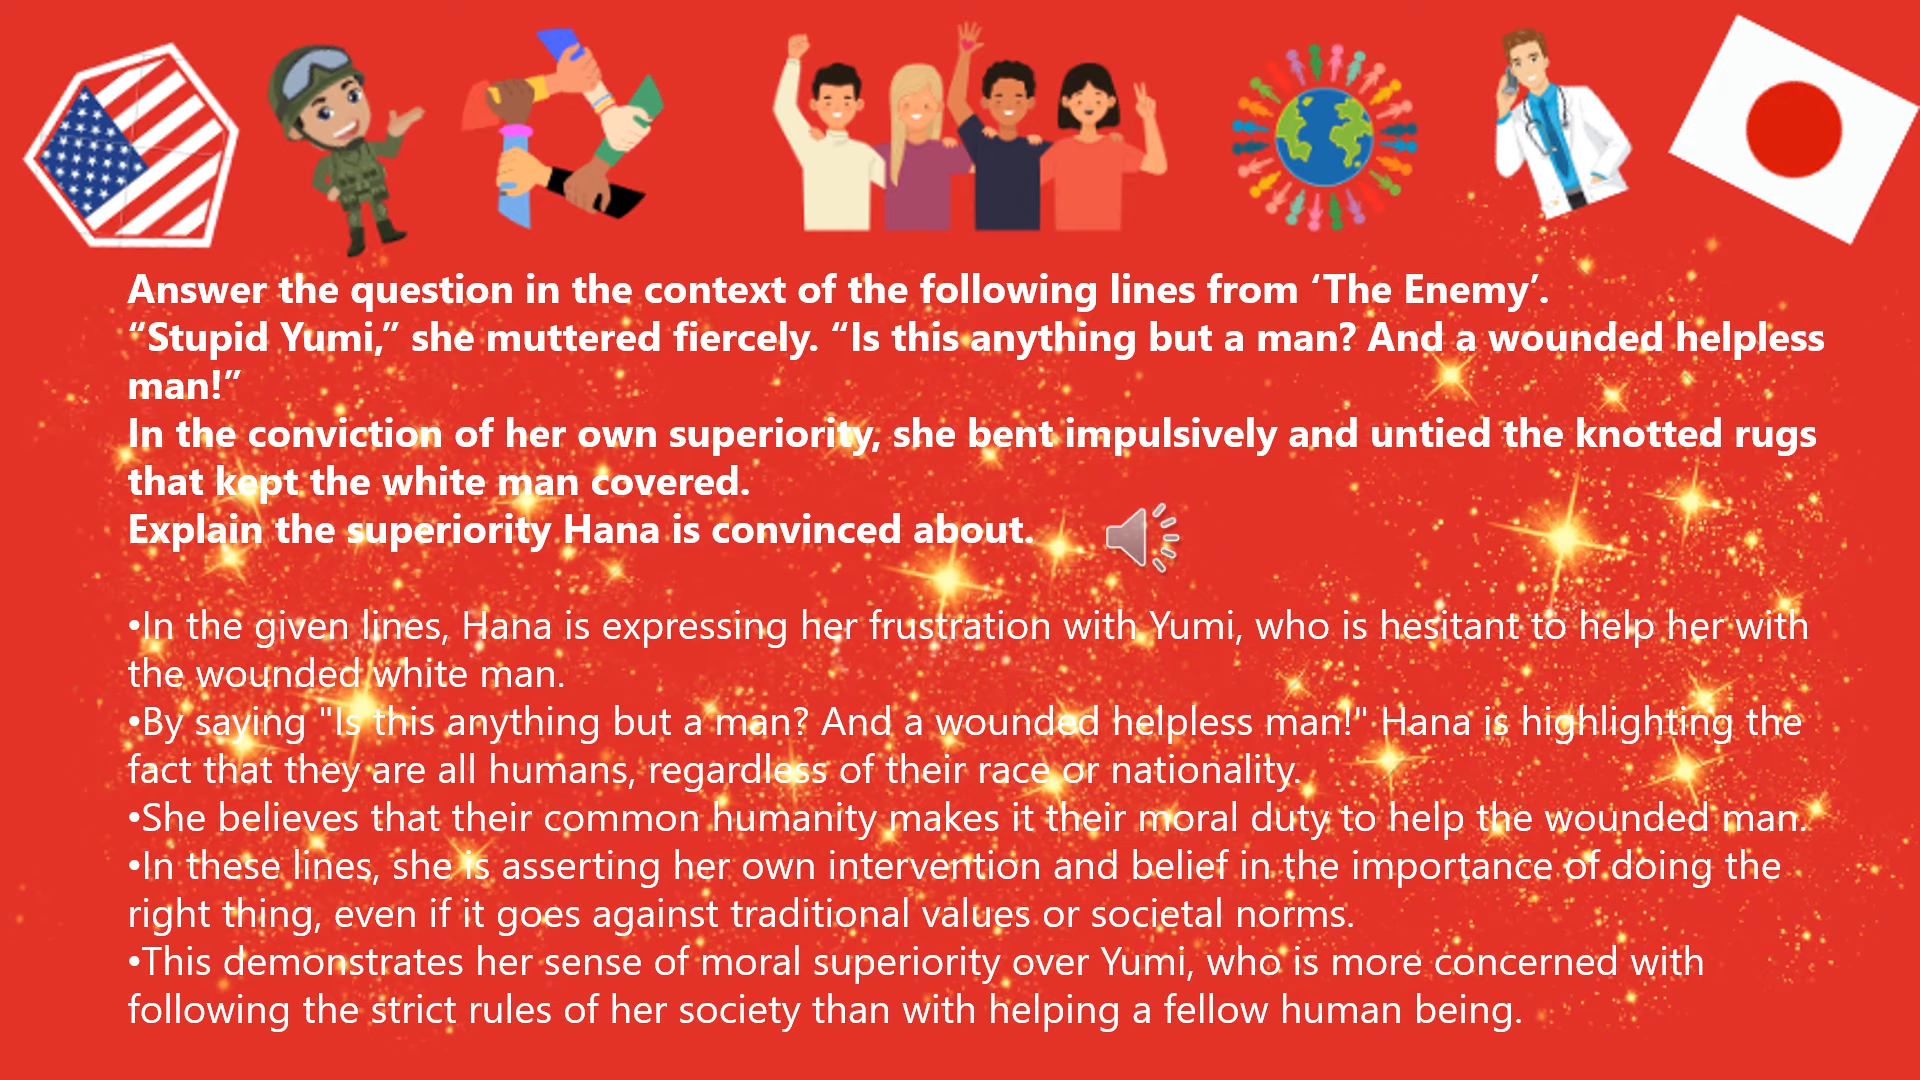 Answer the question in the context of the following lines from ‘The Enemy’.
“Stupid Yumi,” she muttered fiercely. “Is this anything but a man? And a wounded helpless
man!”
In the conviction of her own superiority, she bent impulsively and untied the knotted rugs
that kept the white man covered.
Explain the superiority Hana is convinced about.
•In the given lines, Hana is expressing her frustration with Yumi, who is hesitant to help her with
the wounded white man.
•By saying "Is this anything but a man? And a wounded helpless man!" Hana is highlighting the
fact that they are all humans, regardless of their race or nationality.
•She believes that their common humanity makes it their moral duty to help the wounded man.
•In these lines, she is asserting her own intervention and belief in the importance of doing the
right thing, even if it goes against traditional values or societal norms.
•This demonstrates her sense of moral superiority over Yumi, who is more concerned with
following the strict rules of her society than with helping a fellow human being.